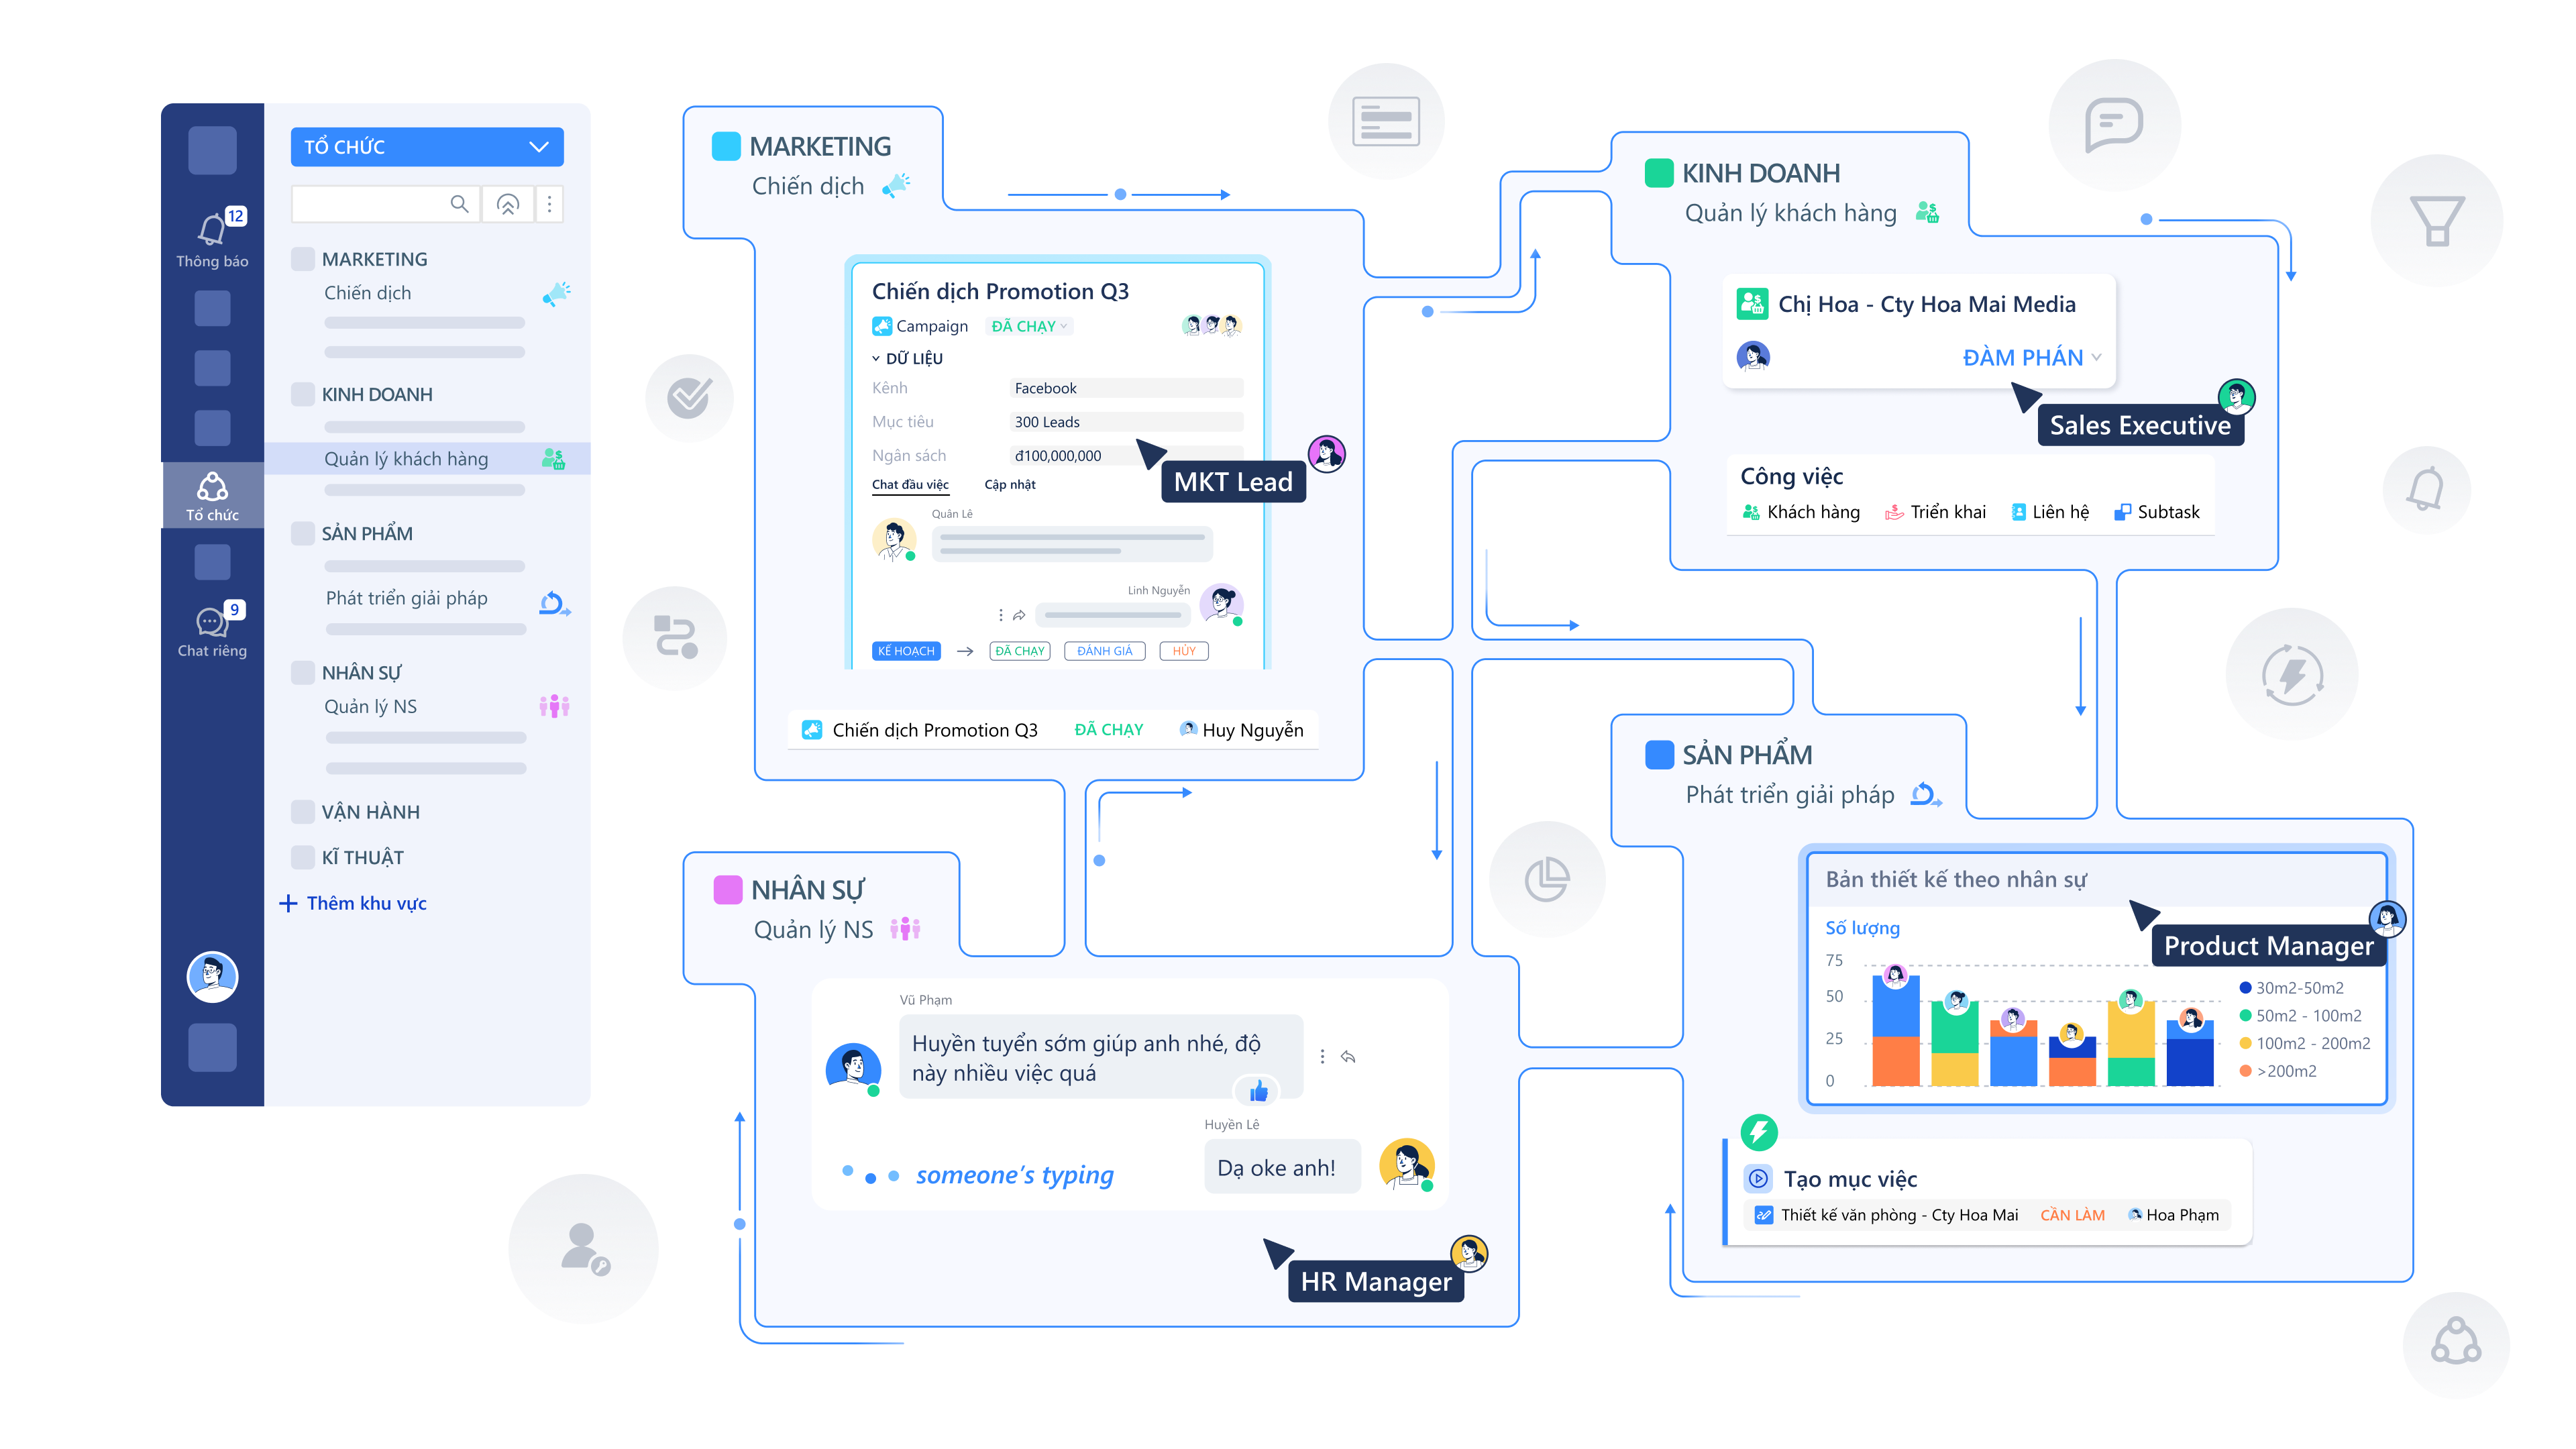 TỔ CHỨC
12
Thông báo
Tổ chức
9
Chat riêng
MARKETING
Chiến dịch
KINH DOANH
Quản lý khách hàng
SẢN PHẨM
Phát triển giải pháp
NHÂN SỰ
Quản lý NS
VẬN HÀNH
KĨ THUẬT
+ Thêm khu vực
MARKETING
Chiến dịch
Chiến dịch Promotion Q3
Campaign ĐÃ CHẠY
DỮ LIỆU
Kênh Facebook
Mục tiêu 300 Leads
Ngân sách đ100,000,000
MKT Lead
Chat đầu việc Cập nhật
Quân Lê
Linh Nguyễn
KẾ HOẠCH ĐÃ CHẠY ĐÁNH GIÁ HỦY
Chiến dịch Promotion Q3 ĐÃ CHẠY Huy Nguyễn
KINH DOANH
Quản lý khách hàng
Chị Hoa - Cty Hoa Mai Media
ĐÀM PHÁN
Sales Executive
Công việc
Khách hàng Triển khai Liên hệ Subtask
NHÂN SỰ
Quản lý NS
Vũ Phạm
Huyền tuyển sớm giúp anh nhé, độ
này nhiều việc quá
Huyền Lê
Dạ oke anh!
someone's typing
HR Manager
SẢN PHẨM
Phát triển giải pháp
Bản thiết kế theo nhân sự
Product Manager
Số lượng
75
50
25
0
30m2-50m2
50m2 - 100m2
100m2 - 200m2
>200m2
Tạo mục việc
Thiết kế văn phòng - Cty Hoa Mai CẦN LÀM Hoa Phạm